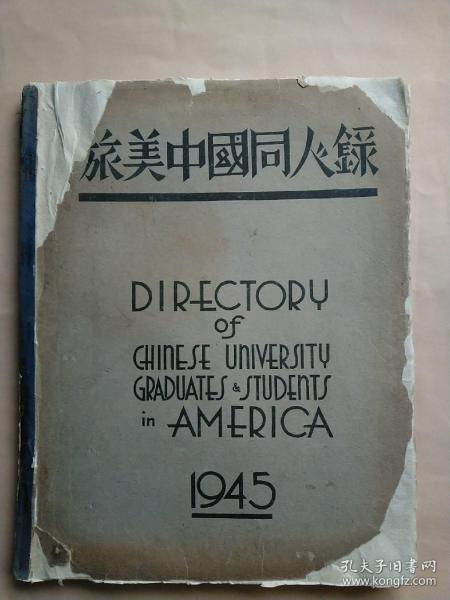 旅美中國同人錄
DIRECTORY
of
CHINESE UNIVERSITY
GRADUATES & STUDENTS
in AMERICA
1945
孔夫子旧书网
www.kongfz.com